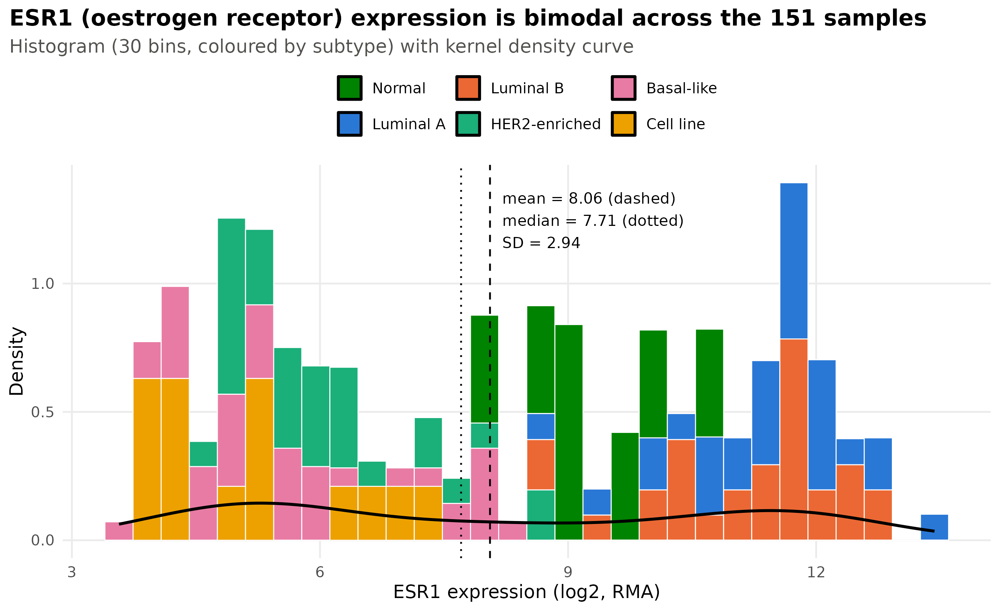 ESR1 (oestrogen receptor) expression is bimodal across the 151 samples
Histogram (30 bins, coloured by subtype) with kernel density curve
Normal
Luminal B
Basal-like
Luminal A
HER2-enriched
Cell line
mean = 8.06 (dashed)
median = 7.71 (dotted)
SD = 2.94
Density
1.0
0.5
0.0
3
6
9
12
ESR1 expression (log2, RMA)